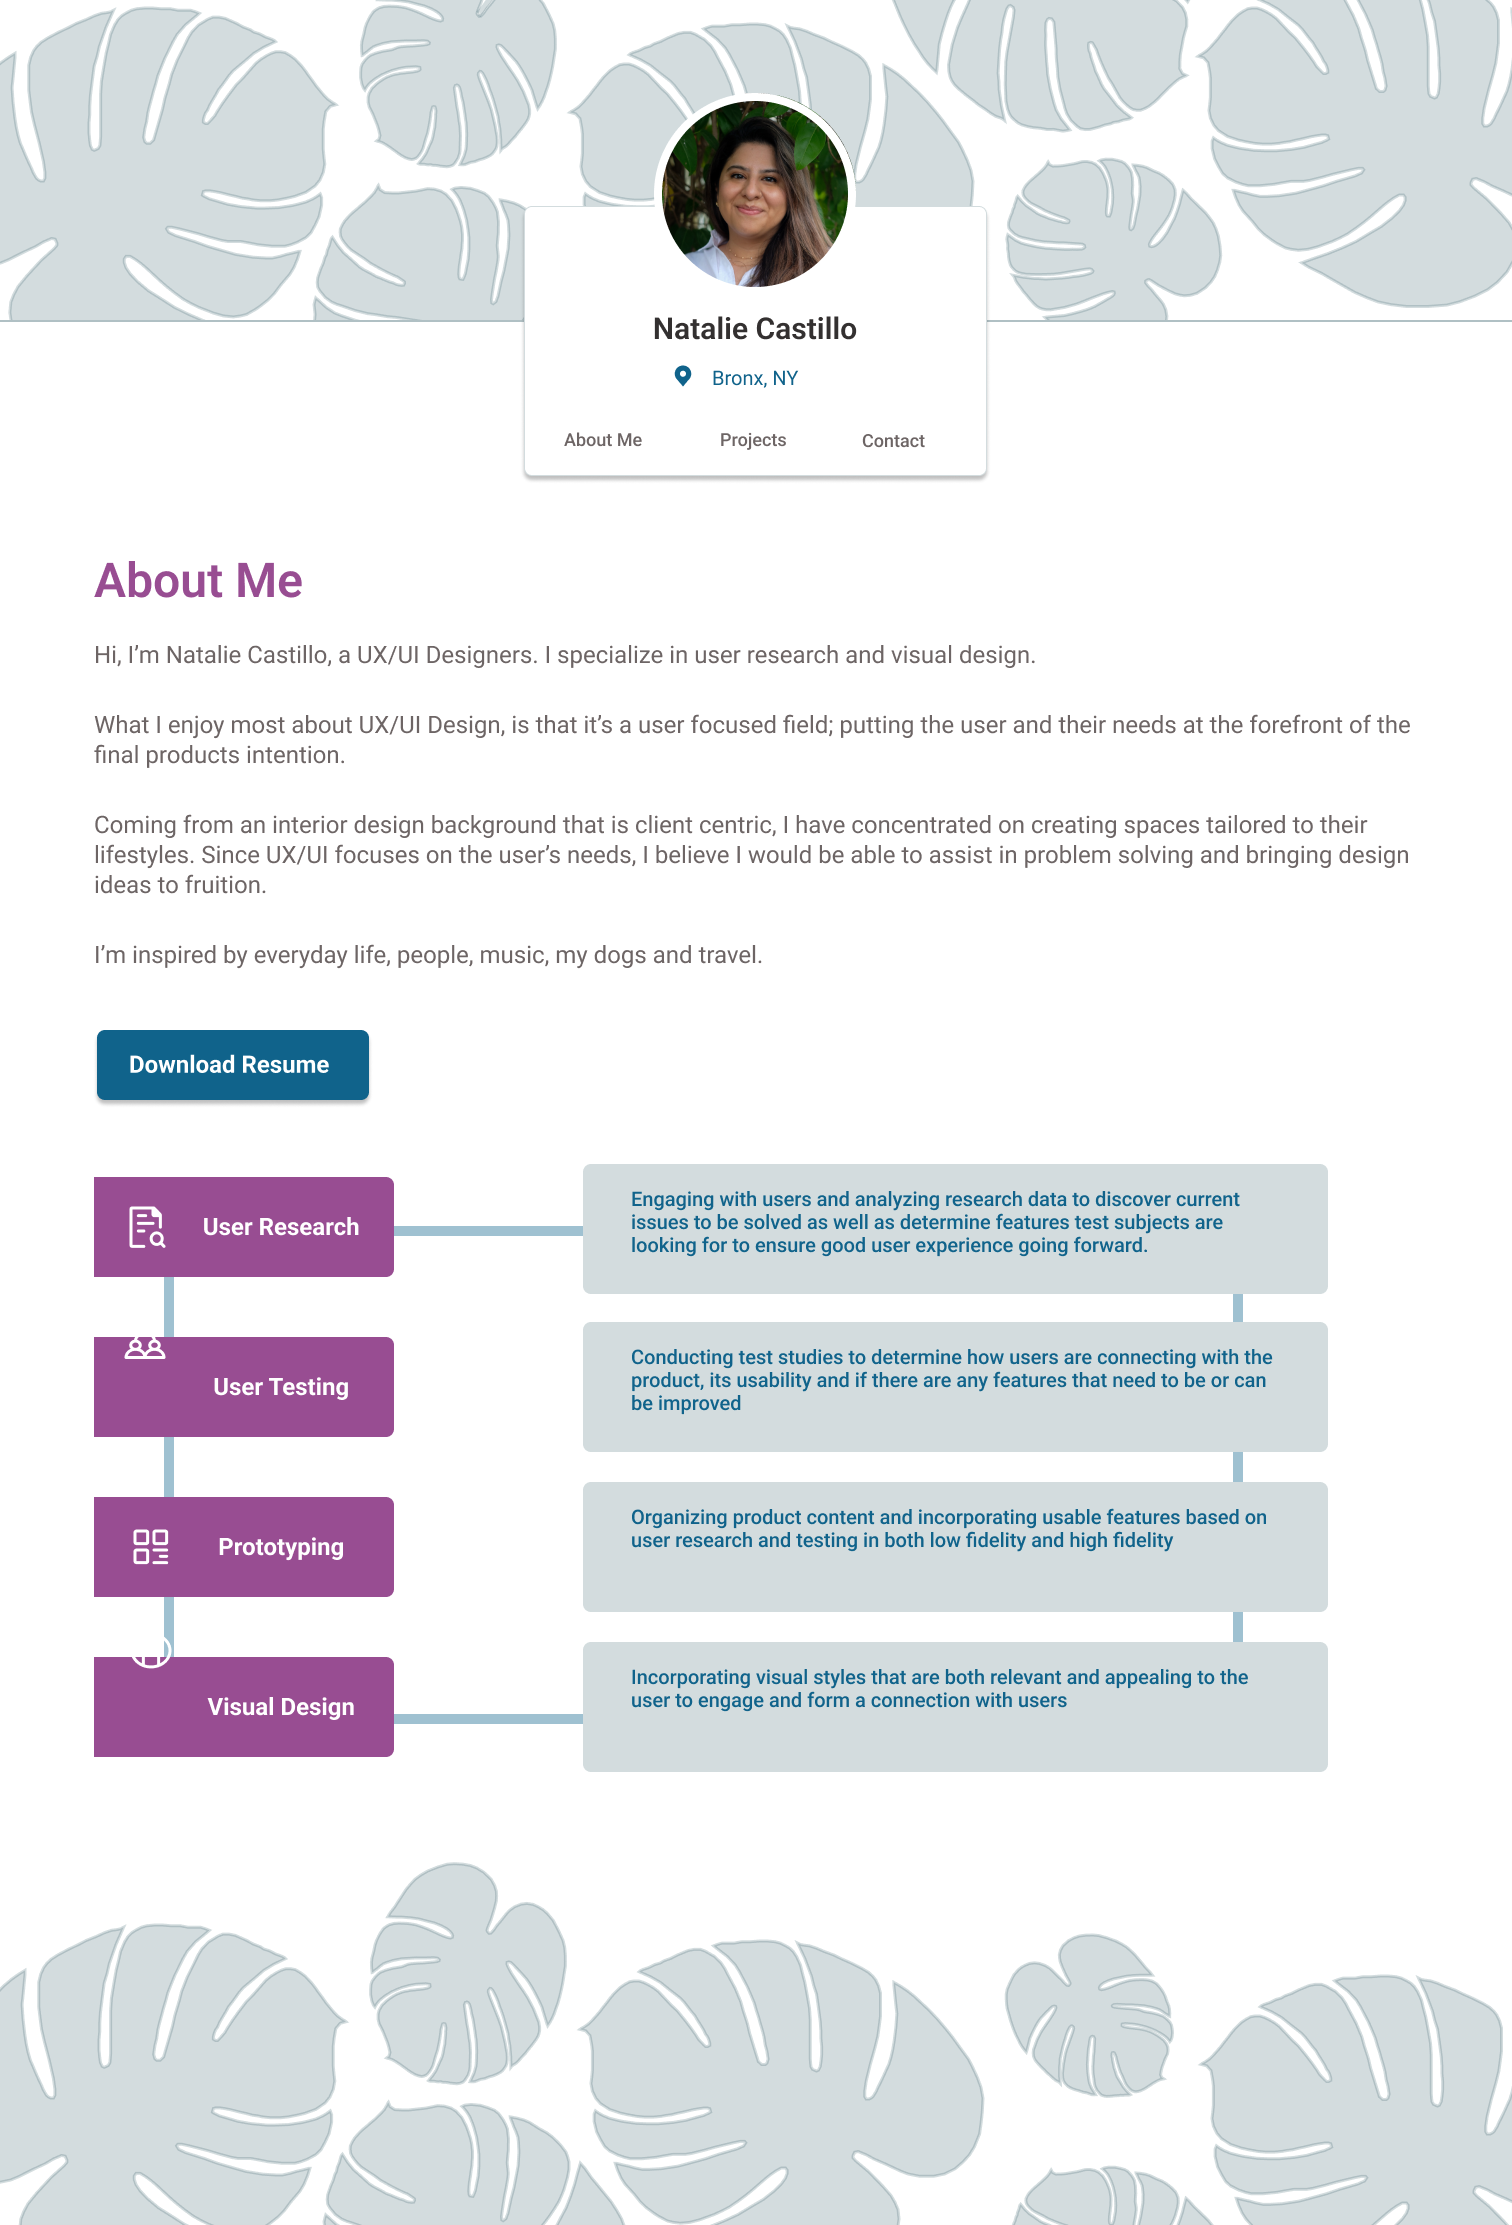 Natalie Castillo
Bronx, NY
About Me
Projects
Contact
About Me
Hi, I’m Natalie Castillo, a UX/UI Designers. I specialize in user research and visual design.
What I enjoy most about UX/UI Design, is that it’s a user focused field; putting the user and their needs at the forefront of the
final products intention.
Coming from an interior design background that is client centric, I have concentrated on creating spaces tailored to their
lifestyles. Since UX/UI focuses on the user’s needs, I believe I would be able to assist in problem solving and bringing design
ideas to fruition.
I’m inspired by everyday life, people, music, my dogs and travel.
Download Resume
User Research
Engaging with users and analyzing research data to discover current
issues to be solved as well as determine features test subjects are
looking for to ensure good user experience going forward.
User Testing
Conducting test studies to determine how users are connecting with the
product, its usability and if there are any features that need to be or can
be improved
Prototyping
Organizing product content and incorporating usable features based on
user research and testing in both low fidelity and high fidelity
Visual Design
Incorporating visual styles that are both relevant and appealing to the
user to engage and form a connection with users